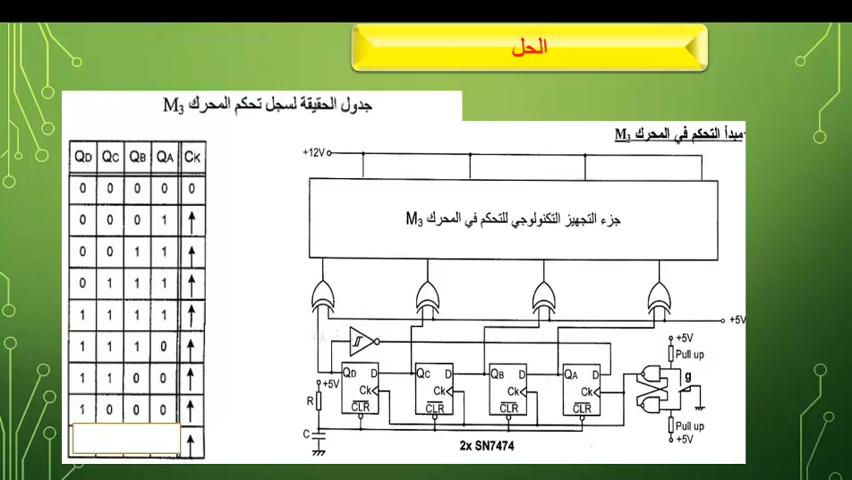 الحل
جدول الحقيقة لسجل تحكم المحرك M3
QD QC QB QA CK
0 0 0 0 0
0 0 0 1 ↑
0 0 1 1 ↑
0 1 1 1 ↑
1 1 1 1 ↑
1 1 1 0 ↑
1 1 0 0 ↑
1 0 0 0 ↑
↑
مبدأ التحكم في المحرك M3
+12V
جزء التجهيز التكنولوجي للتحكم في المحرك M3
+5V
+5V
Pull up
g
Pull up
+5V
+5V
R
C
QD D
Ck
CLR
QC D
Ck
CLR
QB D
Ck
CLR
QA D
Ck
CLR
2x SN7474